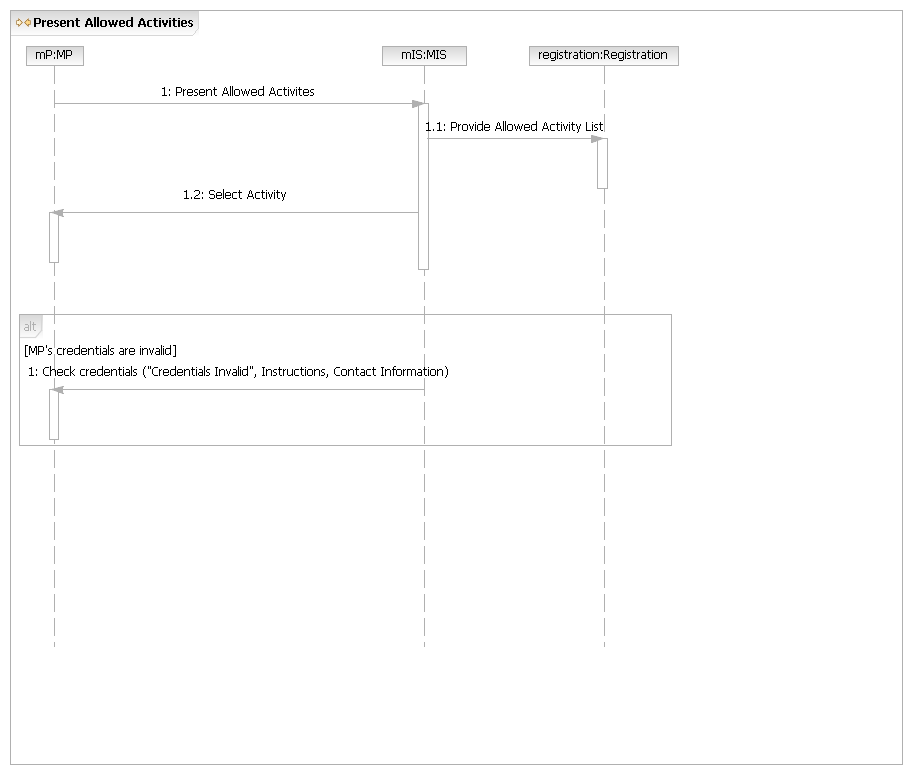 Present Allowed Activities
mP:MP
mIS:MIS
registration:Registration
1: Present Allowed Activites
1.1: Provide Allowed Activity List
1.2: Select Activity
alt
[MP's credentials are invalid]
1: Check credentials ("Credentials Invalid", Instructions, Contact Information)